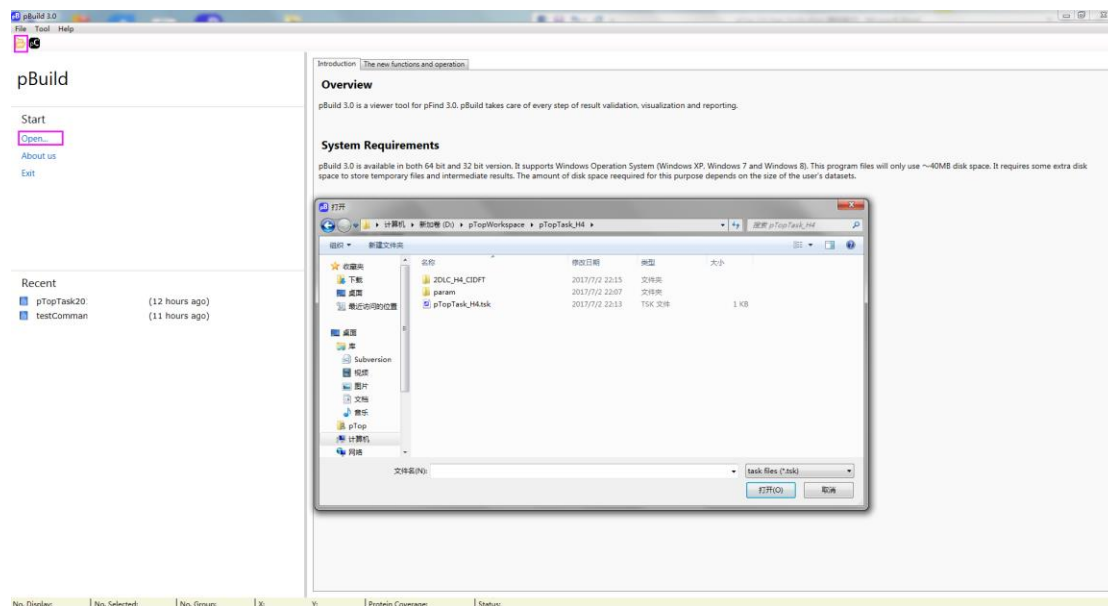 pBuild 3.0
File Tool Help
pBuild
Start
Open...
About us
Exit
Recent
pTopTask20: (12 hours ago)
testComman (11 hours ago)
Introduction The new functions and operation
Overview
pBuild 3.0 is a viewer tool for pFind 3.0. pBuild takes care of every step of result validation, visualization and reporting.
System Requirements
pBuild 3.0 is available in both 64 bit and 32 bit version. It supports Windows Operation System (Windows XP. Windows 7 and Windows 8). This program files will only use ～40MB disk space. It requires some extra disk
space to store temporary files and intermediate results. The amount of disk space reequired for this purpose depends on the size of the user's datasets.
打开
计算机 新加卷 (D:) pTopWorkspace pTopTask_H4
搜索 pTopTask_H4
组织 新建文件夹
收藏夹
下载
桌面
最近访问的位置
桌面
库
Subversion
视频
图片
文档
音乐
pTop
计算机
网络
名称 修改日期 类型 大小
2DLC_H4_CIDFT 2017/7/2 22:15 文件夹
param 2017/7/2 22:07 文件夹
pTopTask_H4.tsk 2017/7/2 22:13 TSK 文件 1 KB
文件名(N): task files (*.tsk)
打开(O) 取消
No. Display: No. Selected: No. Group: X: Y: Protein Coverage: Status: